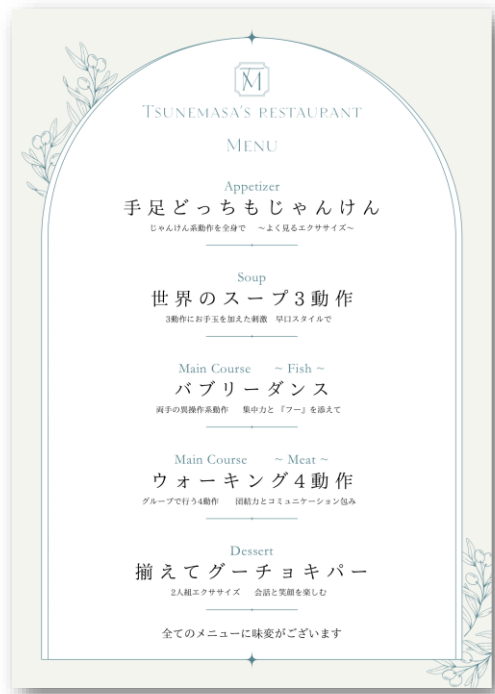 TM
TSUNEMASA'S RESTAURANT
MENU
Appetizer
手足どっちもじゃんけん
じゃんけん系動作を全身で ～よく見るエクササイズ～
Soup
世界のスープ3動作
3動作にお手玉を加えた刺激 早口スタイルで
Main Course ~ Fish ~
バブリーダンス
両手の異操作系動作 集中力と『フー』を添えて
Main Course ~ Meat ~
ウォーキング4動作
グループで行う4動作 団結力とコミュニケーション包み
Dessert
揃えてグーチョキパー
2人組エクササイズ 会話と笑顔を楽しむ
全てのメニューに味変がございます